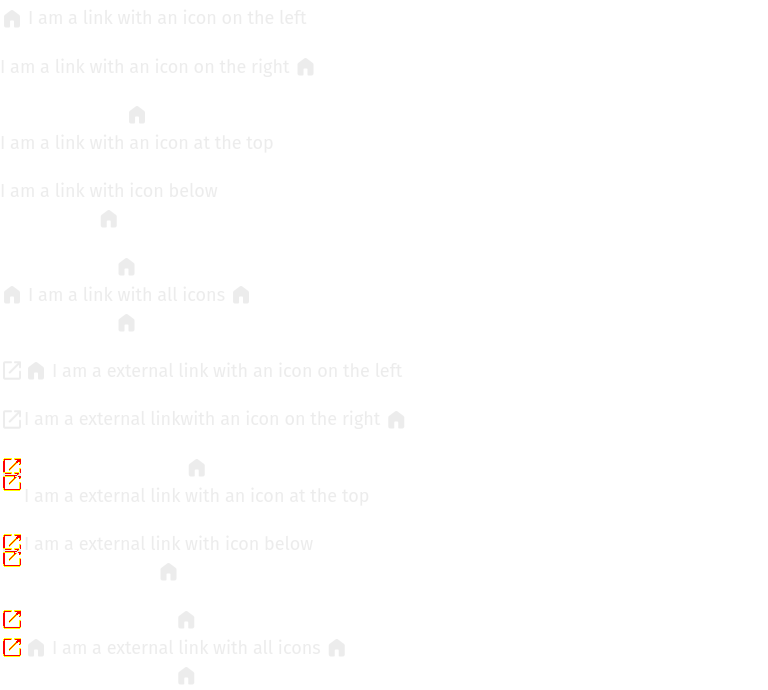 I am a link with an icon on the left
I am a link with an icon on the right
I am a link with an icon at the top
I am a link with icon below
I am a link with all icons
I am a external link with an icon on the left
I am a external linkwith an icon on the right
I am a external link with an icon at the top
I am a external link with icon below
I am a external link with all icons